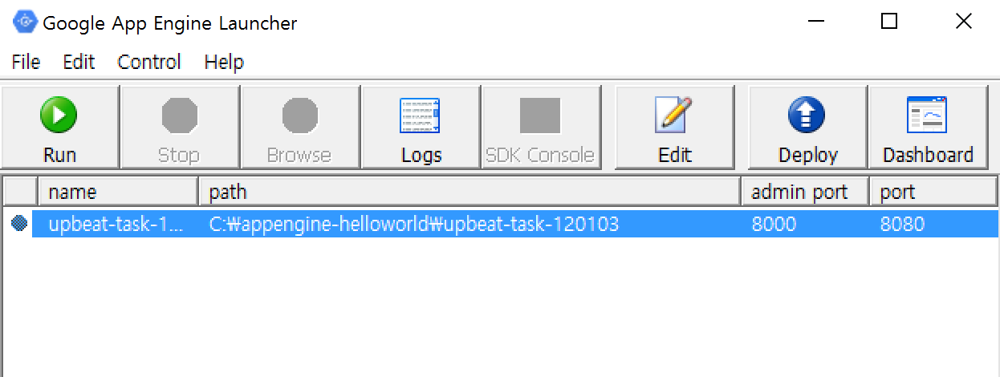 Google App Engine Launcher
File Edit Control Help
Run Stop Browse Logs SDK Console Edit Deploy Dashboard
name path admin port port
upbeat-task-1... C:₩appengine-helloworld₩upbeat-task-120103 8000 8080